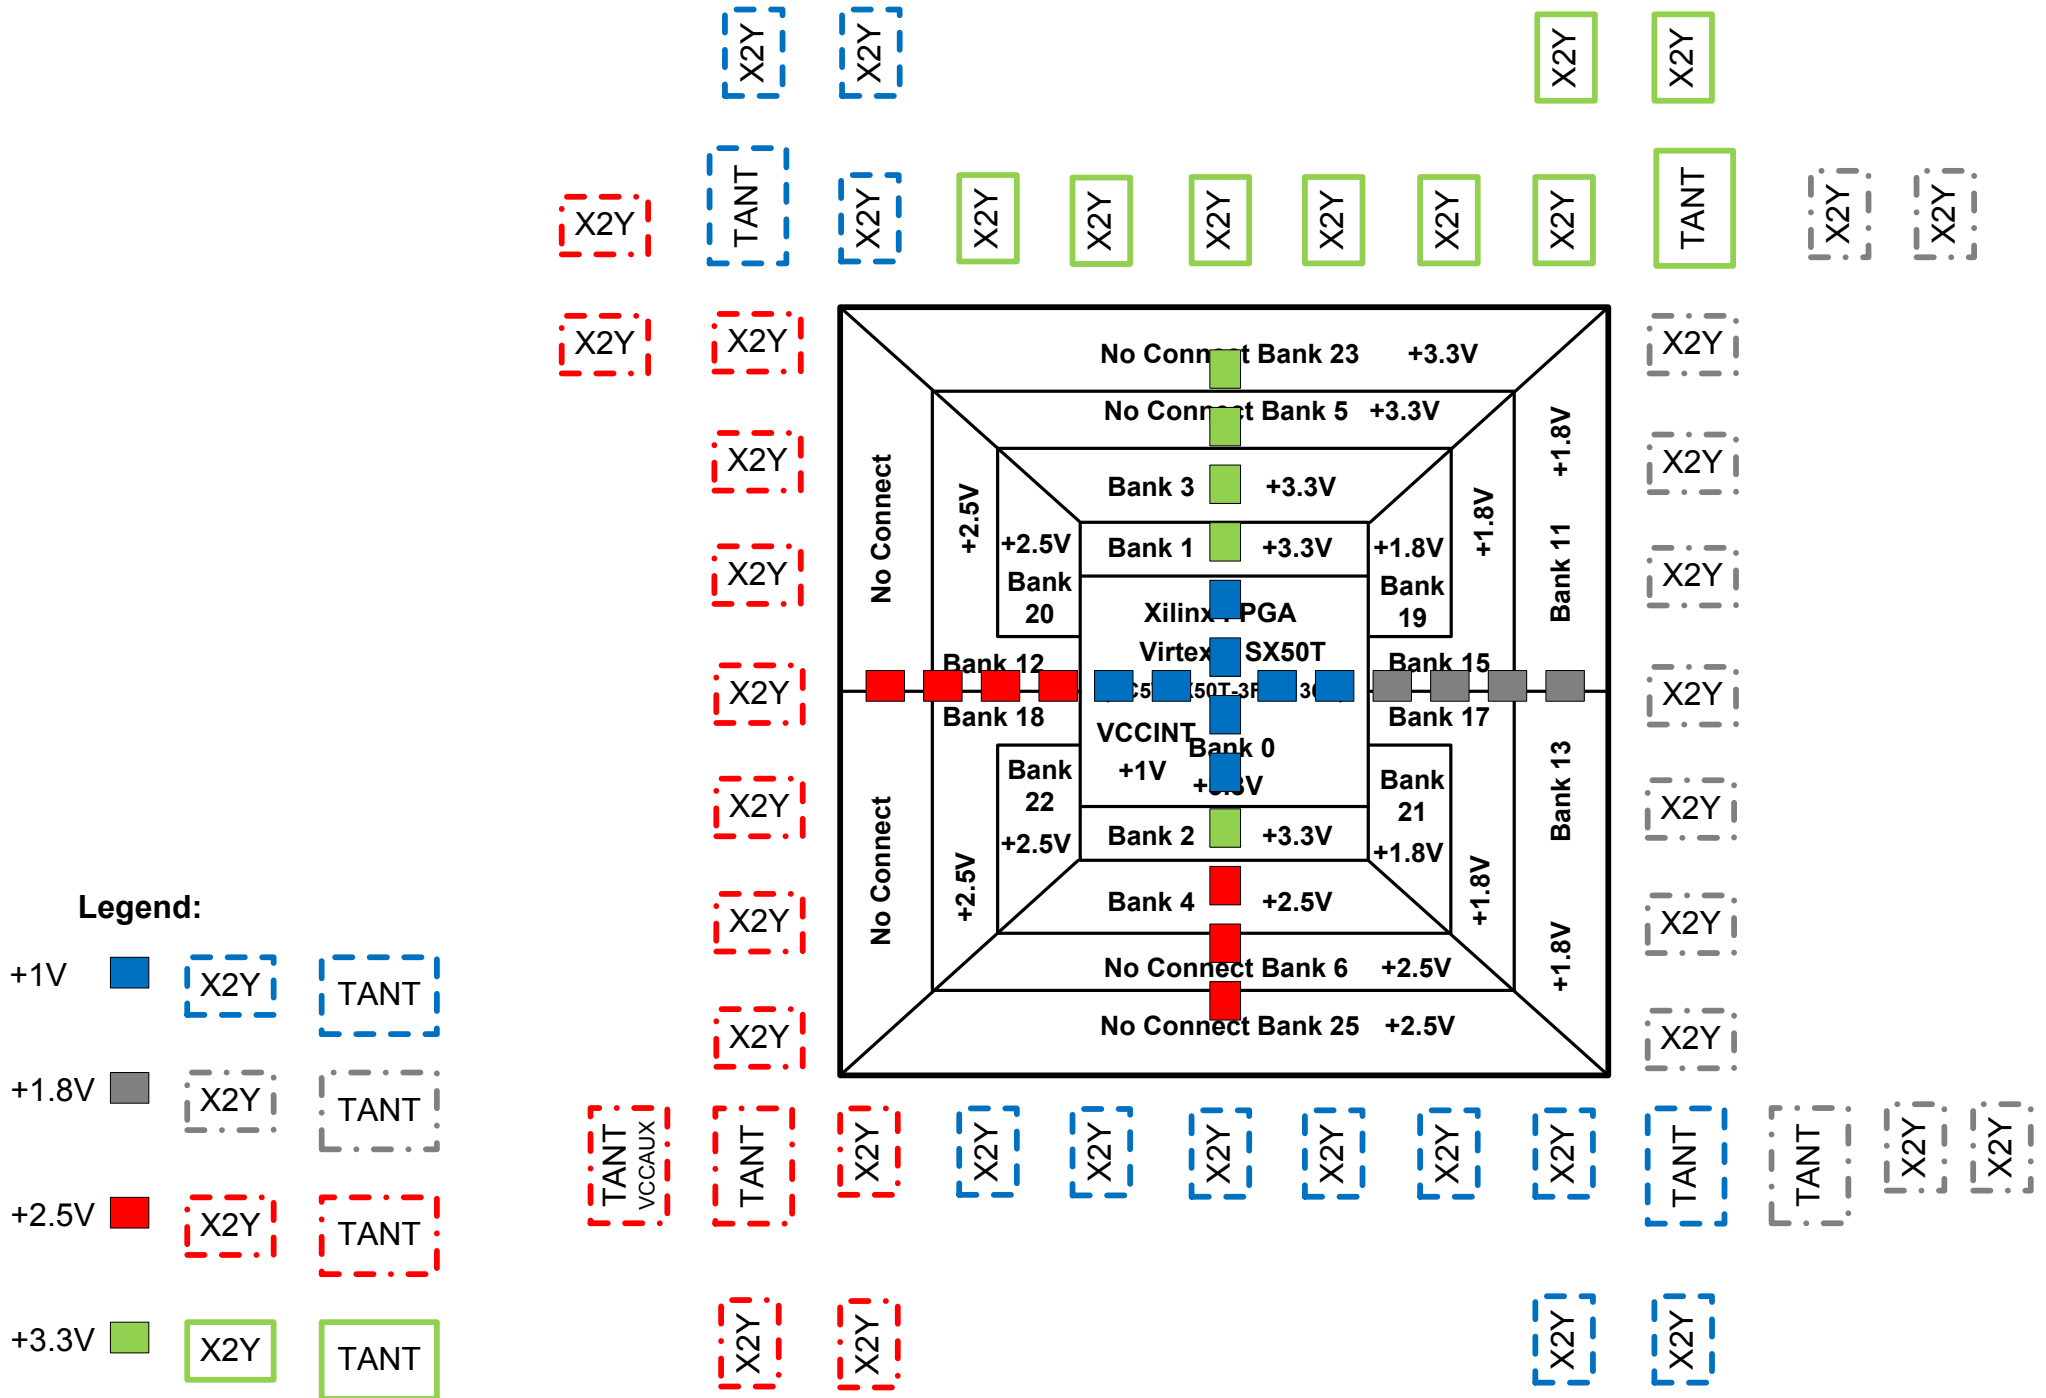 X2Y X2Y X2Y X2Y
X2Y TANT X2Y X2Y X2Y X2Y X2Y X2Y X2Y TANT X2Y X2Y
X2Y X2Y No Connect Bank 23 +3.3V X2Y
No Connect Bank 5 +3.3V
+1.8V
X2Y X2Y
Bank 3 +3.3V
No Connect
+2.5V
+1.8V
+2.5V Bank 1 +3.3V +1.8V
X2Y Bank 11 X2Y
Bank
20
Bank
19
Xilinx FPGA
Virtex SX50T
Bank 12
Bank 15
X2Y X2Y
Bank 18
Bank 17
VCCINT
+1V
Bank 0
+3.3V
Bank
22
+2.5V
Bank
21
+1.8V
X2Y Bank 13 X2Y
Bank 2 +3.3V
No Connect
+2.5V
+1.8V
Bank 4 +2.5V
X2Y X2Y
+1.8V
No Connect Bank 6 +2.5V
X2Y No Connect Bank 25 +2.5V X2Y
TANT
VCCAUX
TANT X2Y X2Y X2Y X2Y X2Y X2Y X2Y TANT TANT X2Y X2Y
X2Y X2Y X2Y X2Y
Legend:
+1V X2Y TANT
+1.8V X2Y TANT
+2.5V X2Y TANT
+3.3V X2Y TANT